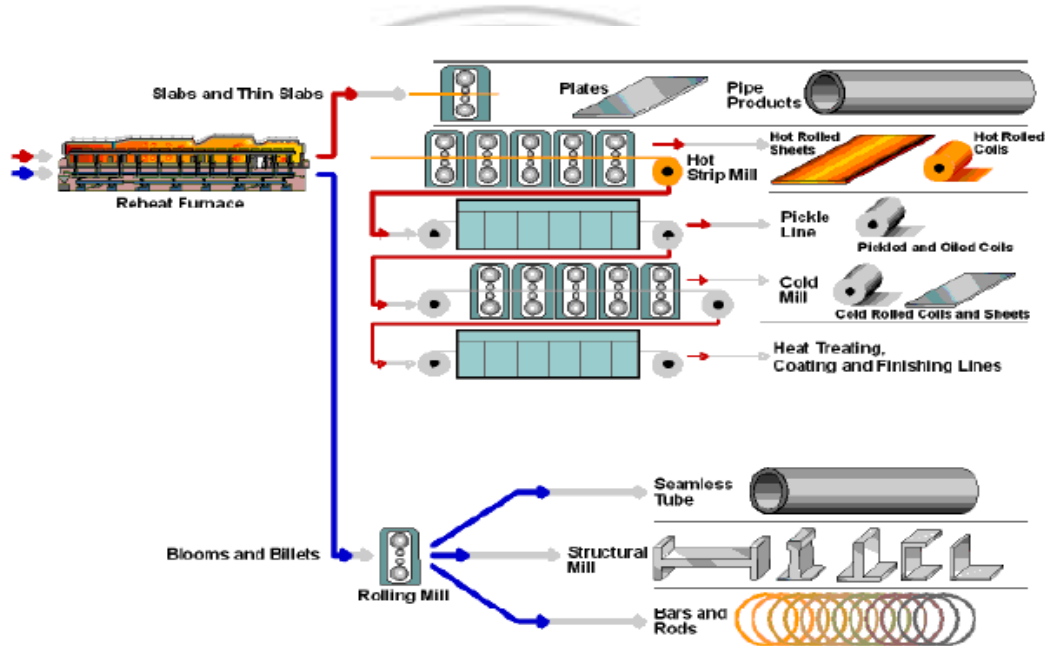 Slabs and Thin Slabs
Plates
Pipe
Products
Reheat Furnace
Hot
Strip Mill
Hot Rolled
Sheets
Hot Rolled
Coils
Pickle
Line
Pickled and Oiled Coils
Cold
Mill
Cold Rolled Coils and Sheets
Heat Treating,
Coating and Finishing Lines
Blooms and Billets
Rolling Mill
Seamless
Tube
Structural
Mill
Bars and
Rods